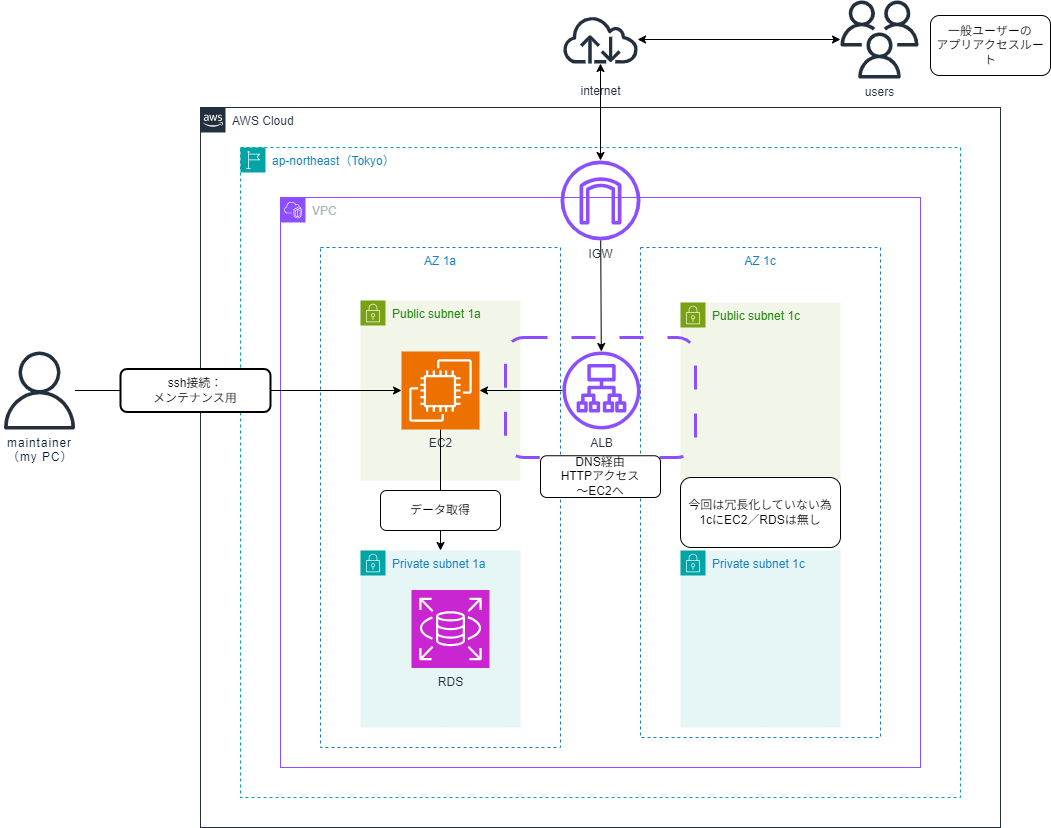 一般ユーザーの
アプリアクセスルー
ト
internet
users
aws
AWS Cloud
ap-northeast（Tokyo）
VPC
IGW
AZ 1a
AZ 1c
Public subnet 1a
Public subnet 1c
ssh接続：
メンテナンス用
maintainer
（my PC）
EC2
ALB
DNS経由
HTTPアクセス
～EC2へ
データ取得
今回は冗長化していない為
1cにEC2／RDSは無し
Private subnet 1a
Private subnet 1c
RDS